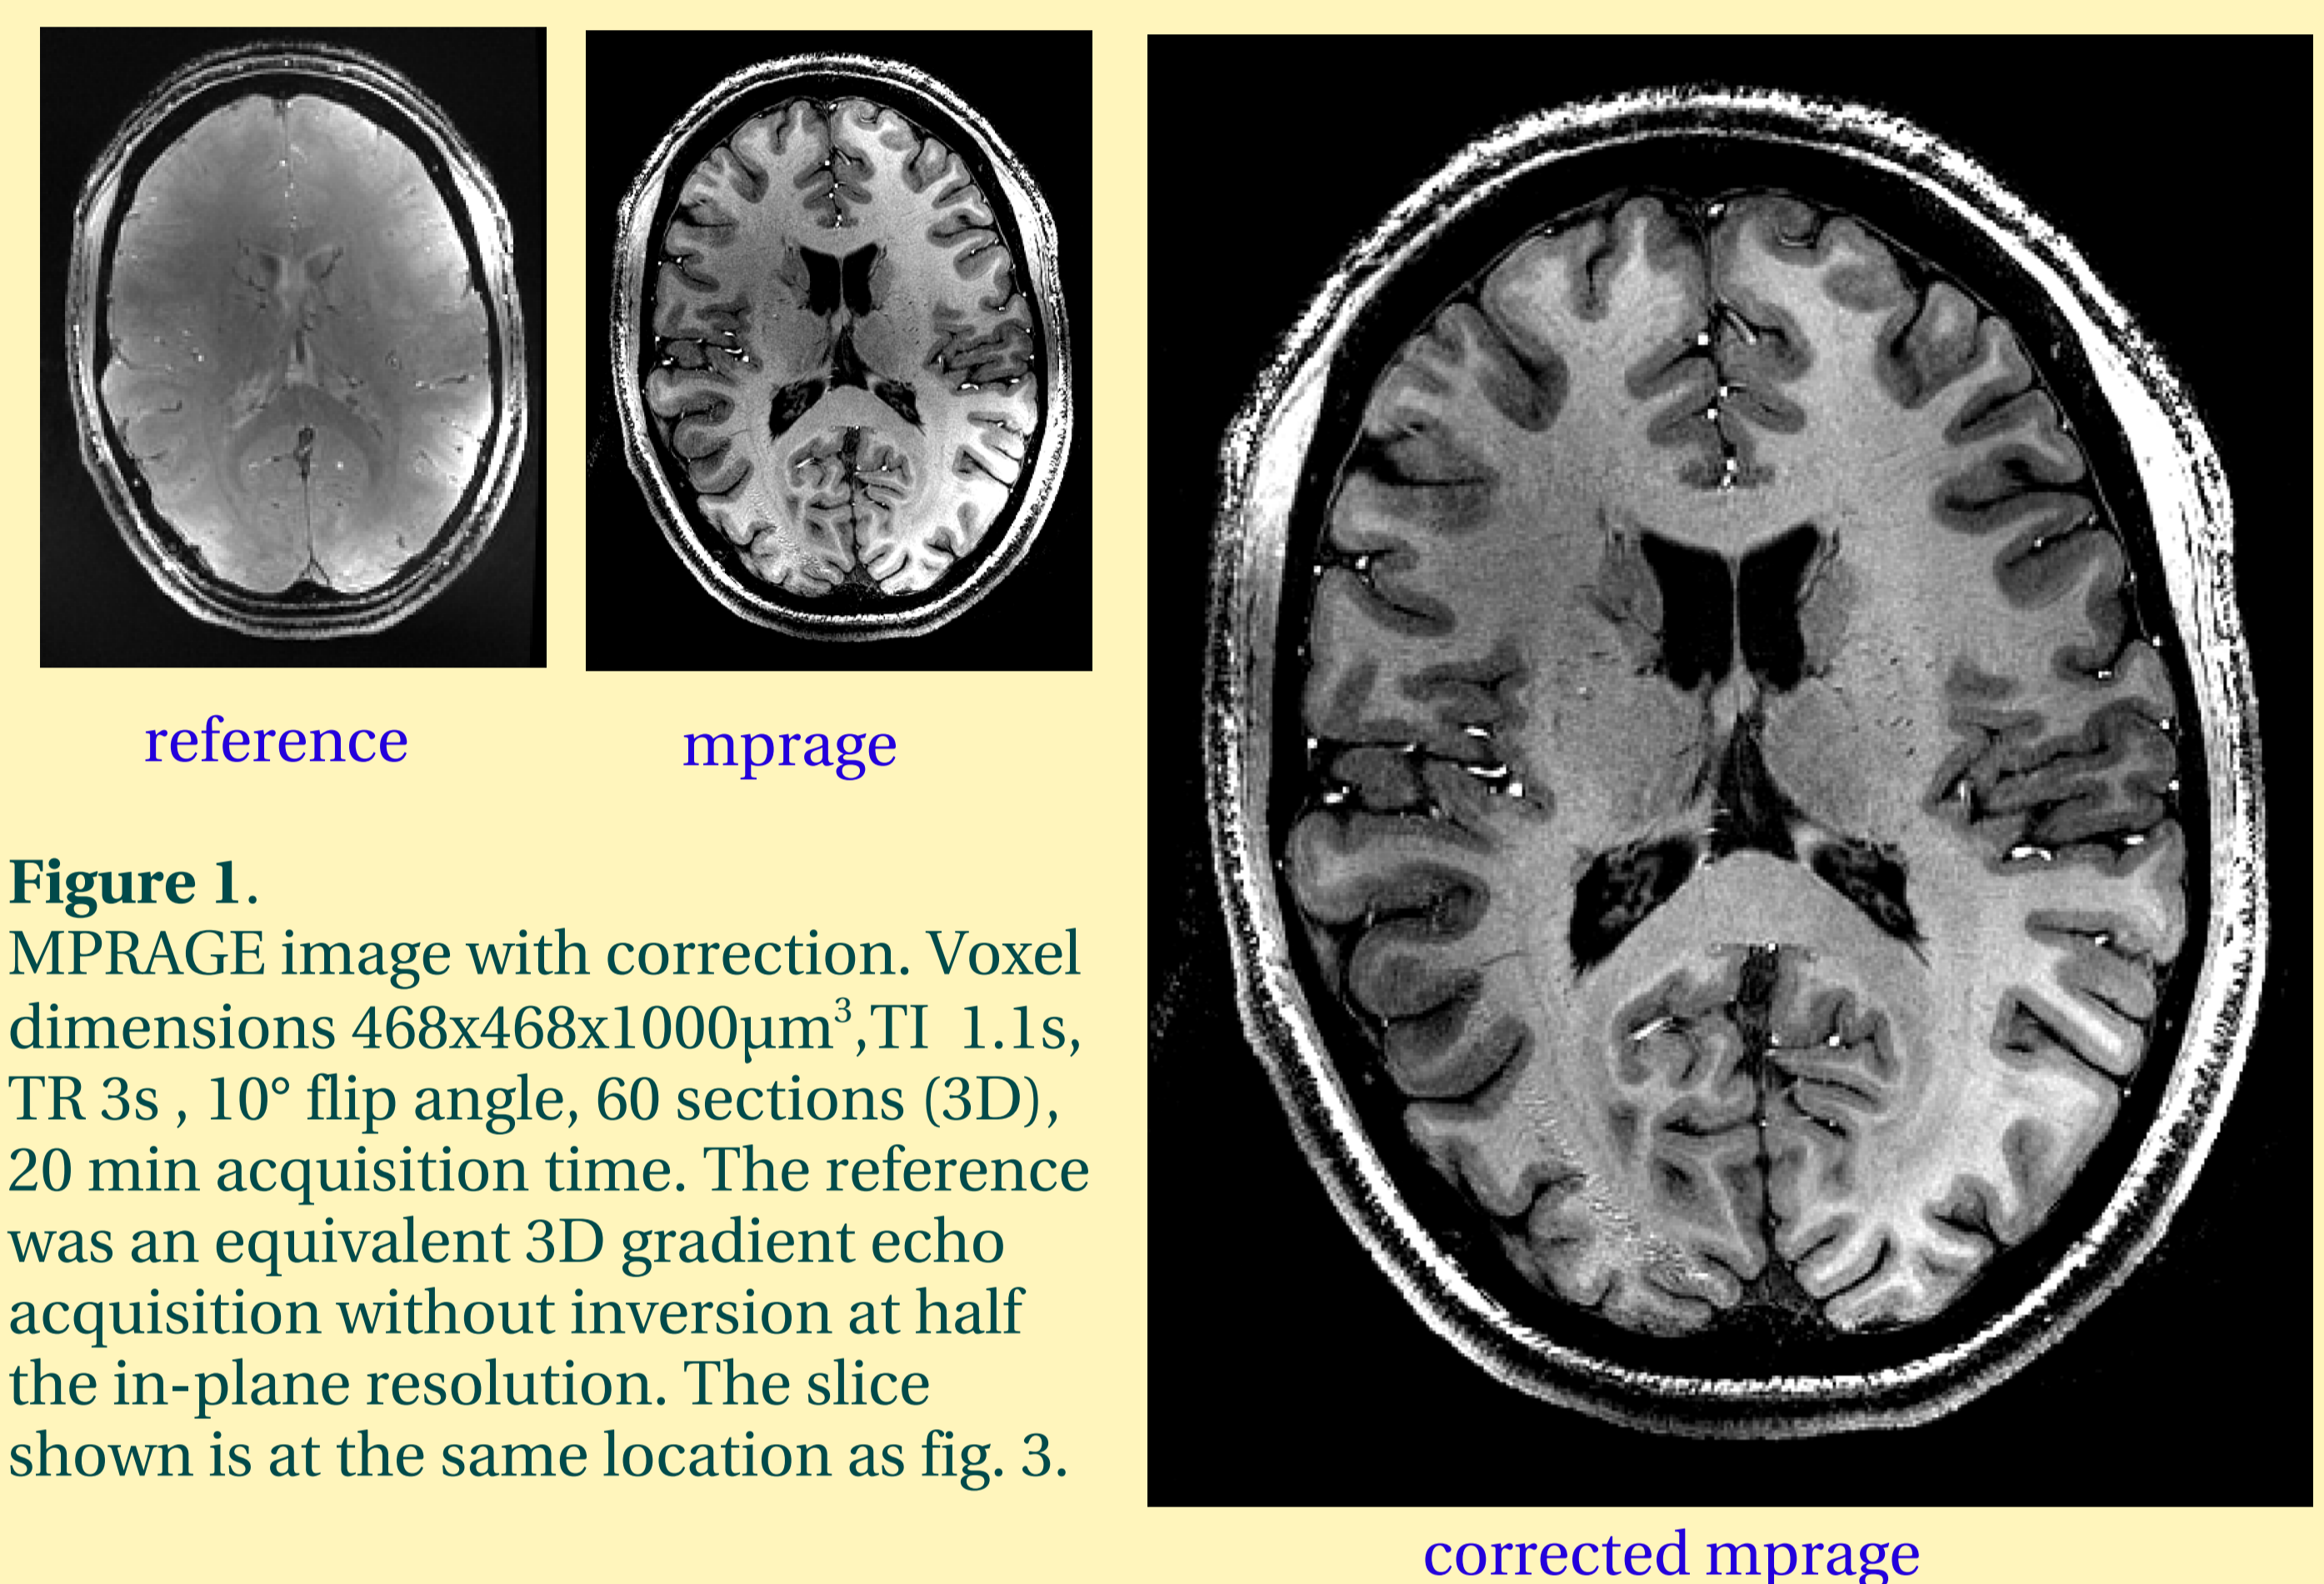 reference
mprage
Figure 1.
MPRAGE image with correction. Voxel
dimensions 468x468x1000µm³,TI 1.1s,
TR 3s , 10° flip angle, 60 sections (3D),
20 min acquisition time. The reference
was an equivalent 3D gradient echo
acquisition without inversion at half
the in-plane resolution. The slice
shown is at the same location as fig. 3.
corrected mprage